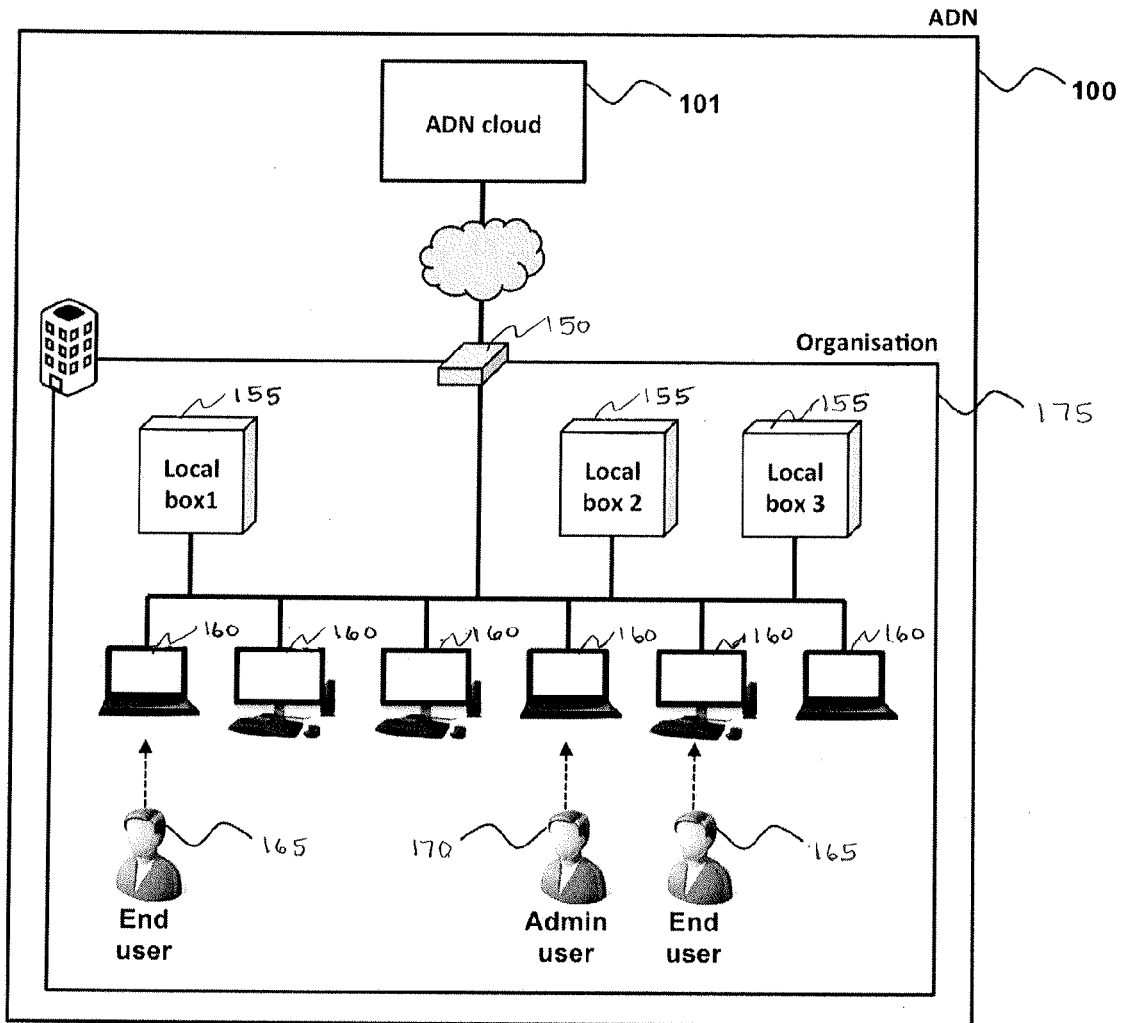 ADN
100
101
ADN cloud
150
Organisation
175
155
155
155
Local
box1
Local
box 2
Local
box 3
160
160
160
160
160
160
165
170
165
End
user
Admin
user
End
user